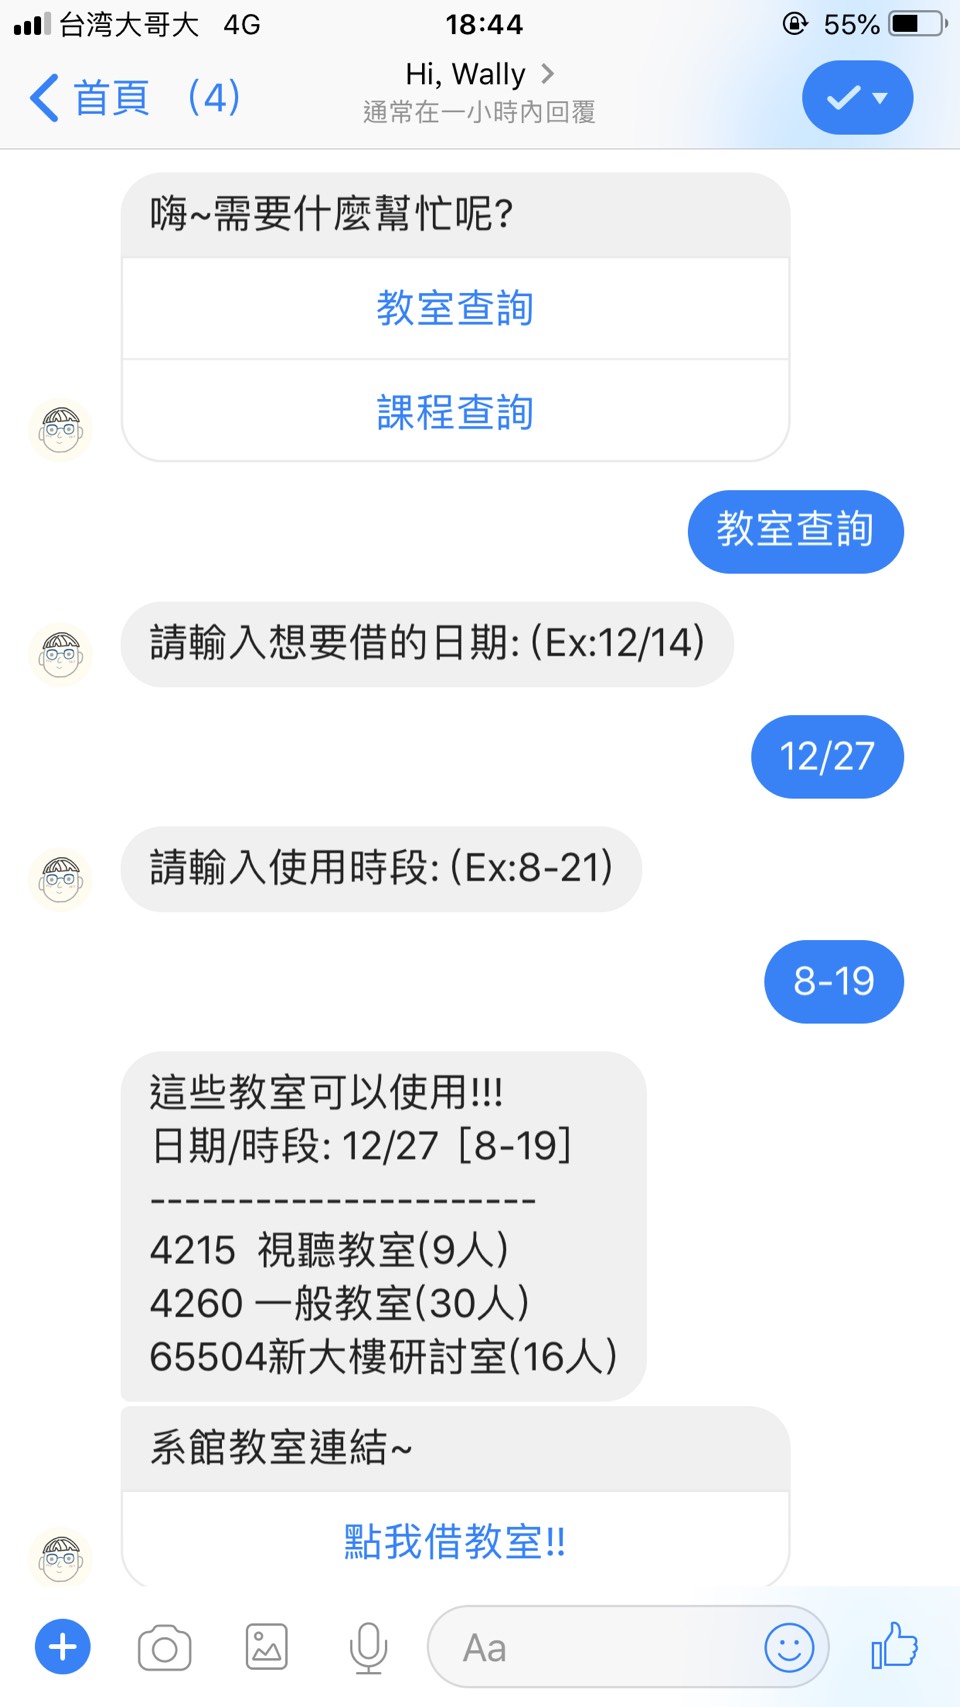 台湾大哥大 4G 18:44 55%
首頁 (4) Hi, Wally
通常在一小時內回覆
嗨~需要什麼幫忙呢?
教室查詢
課程查詢
教室查詢
請輸入想要借的日期: (Ex:12/14)
12/27
請輸入使用時段: (Ex:8-21)
8-19
這些教室可以使用!!!
日期/時段: 12/27 [8-19]
----------------------
4215 視聽教室(9人)
4260 一般教室(30人)
65504新大樓研討室(16人)
系館教室連結~
點我借教室!!
Aa